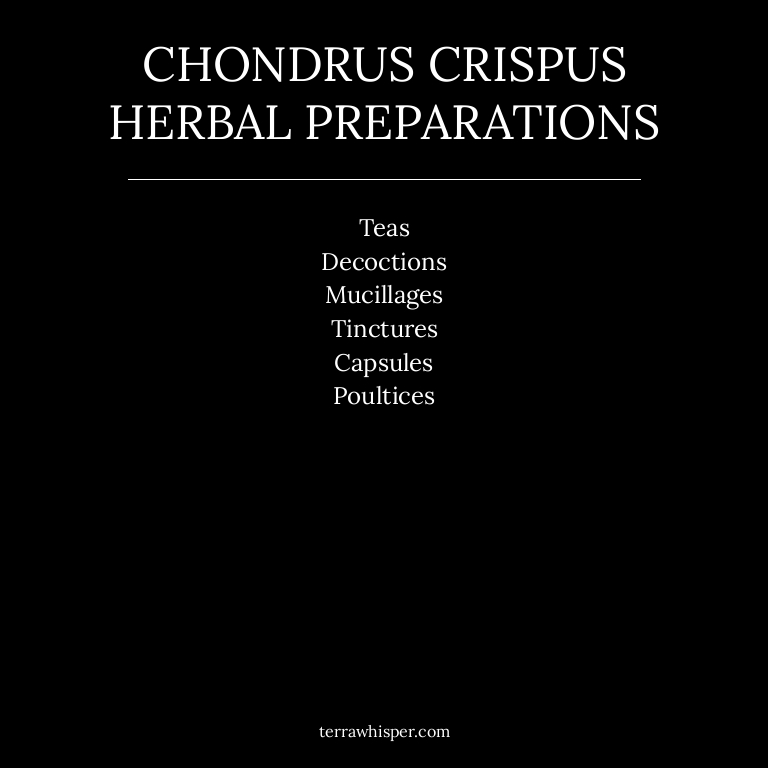 CHONDRUS CRISPUS
HERBAL PREPARATIONS
Teas
Decoctions
Mucillages
Tinctures
Capsules
Poultices
terrawhisper.com